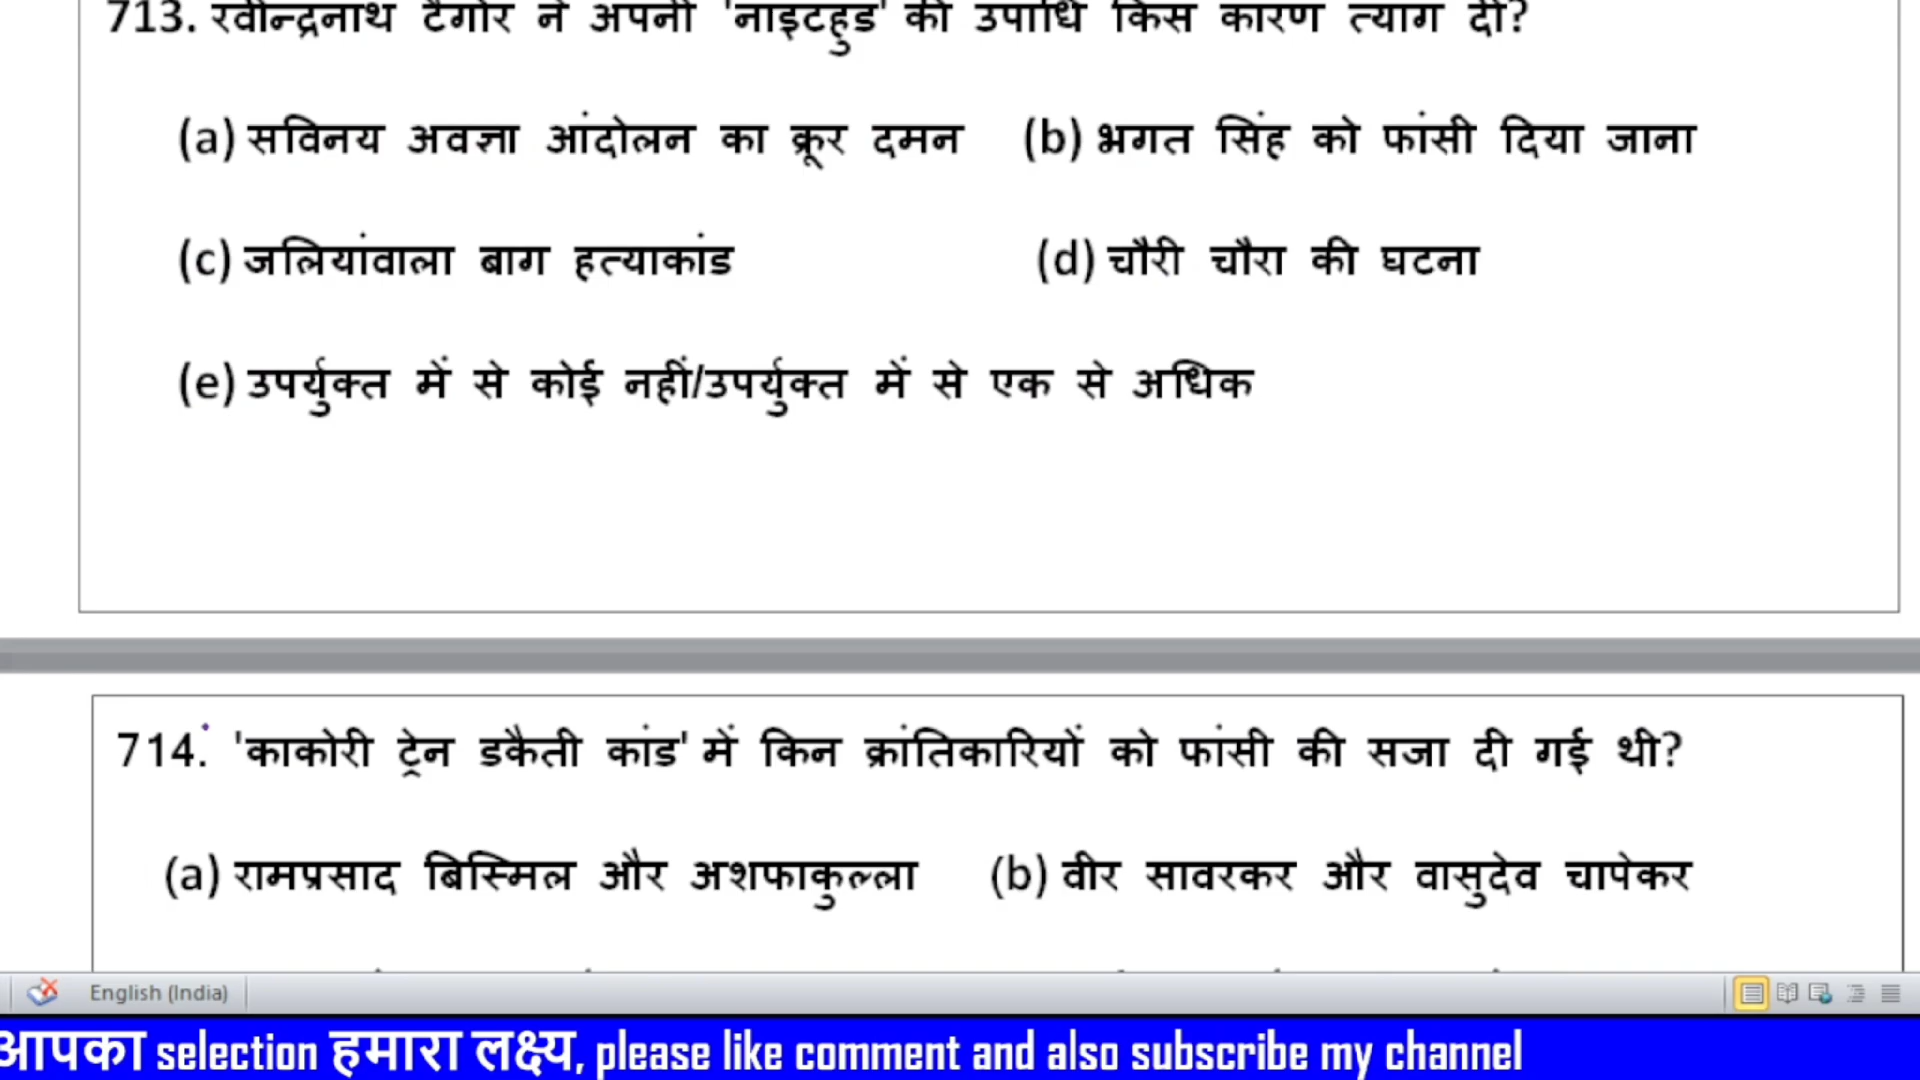 713. रवीन्द्रनाथ टैगोर ने अपनी 'नाइटहुड' की उपाधि किस कारण त्याग दी?
(a) सविनय अवज्ञा आंदोलन का क्रूर दमन (b) भगत सिंह को फांसी दिया जाना
(c) जलियांवाला बाग हत्याकांड (d) चौरी चौरा की घटना
(e) उपर्युक्त में से कोई नहीं/उपर्युक्त में से एक से अधिक
714. 'काकोरी ट्रेन डकैती कांड' में किन क्रांतिकारियों को फांसी की सजा दी गई थी?
(a) रामप्रसाद बिस्मिल और अशफाकुल्ला (b) वीर सावरकर और वासुदेव चापेकर
English (India)
आपका selection हमारा लक्ष्य, please like comment and also subscribe my channel